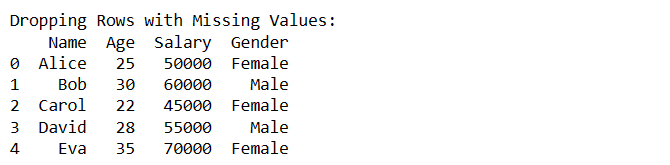 Dropping Rows with Missing Values:
    Name  Age  Salary  Gender
0  Alice   25   50000  Female
1    Bob   30   60000    Male
2  Carol   22   45000  Female
3  David   28   55000    Male
4    Eva   35   70000  Female